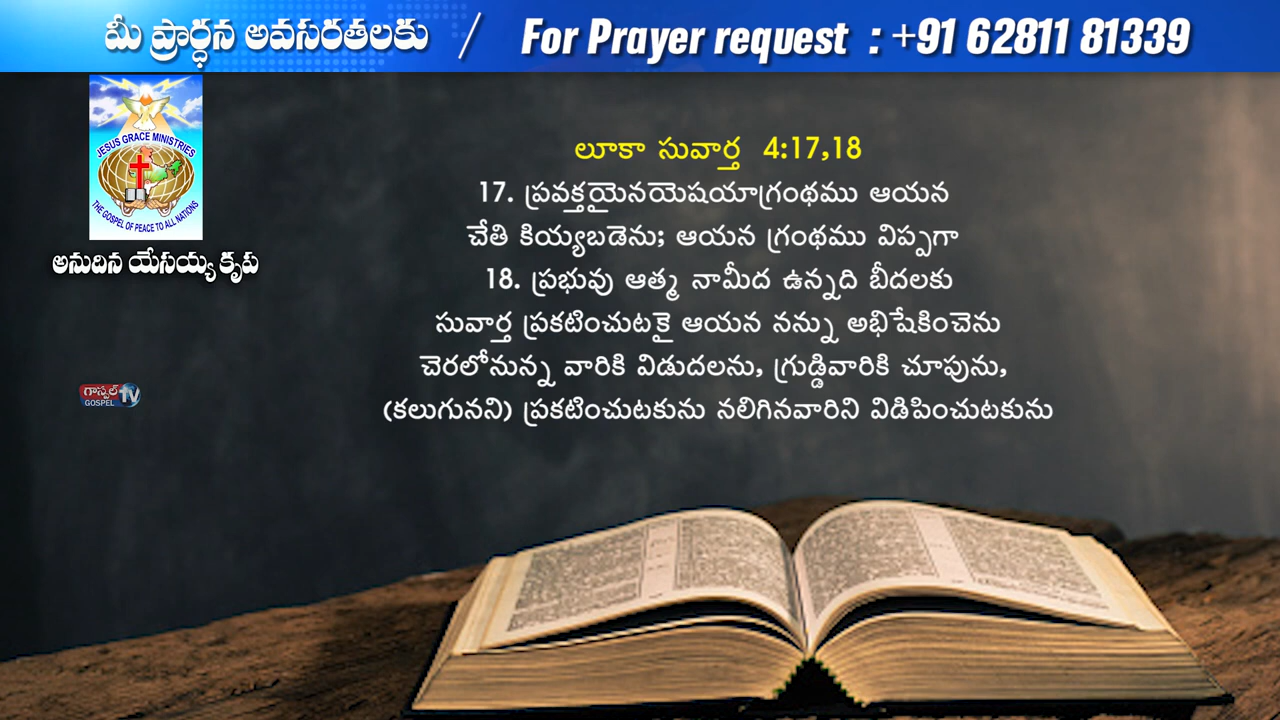 మీ ప్రార్ధన అవసరతలకు / For Prayer request : +91 62811 81339
JESUS GRACE MINISTRIES
THE GOSPEL OF PEACE TO ALL NATIONS
అనుదిన యేసయ్య కృప
గాస్పెల్ TV
GOSPEL
లూకా సువార్త 4:17,18
17. ప్రవక్తయైనయెషయాగ్రంథము ఆయన
చేతి కియ్యబడెను; ఆయన గ్రంథము విప్పగా
18. ప్రభువు ఆత్మ నామీద ఉన్నది బీదలకు
సువార్త ప్రకటించుటకై ఆయన నన్ను అభిషేకించెను
చెరలోనున్న వారికి విడుదలను, గ్రుడ్డివారికి చూపును,
(కలుగునని) ప్రకటించుటకును నలిగినవారిని విడిపించుటకును